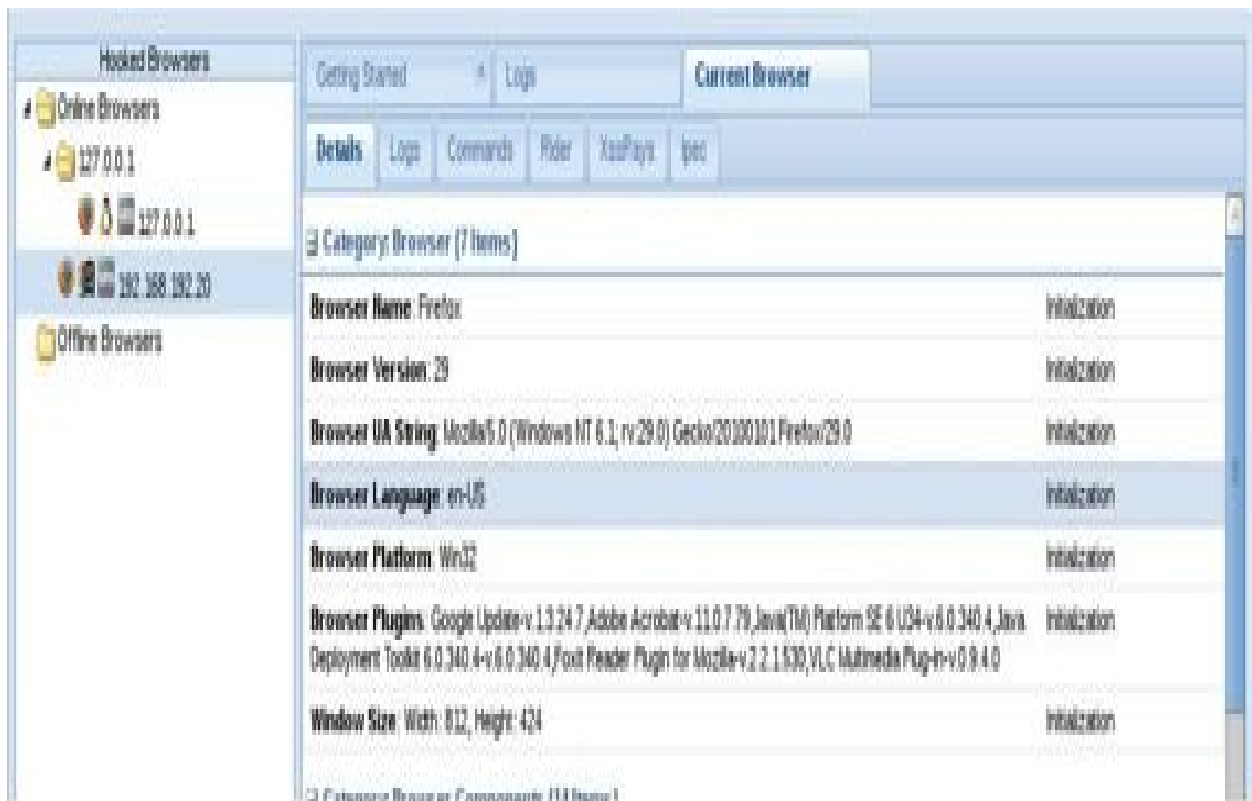 Hooked Browsers
Online Browsers
127.0.0.1
127.0.0.1
192.168.192.20
Offline Browsers
Getting Started
Logs
Current Browser
Details
Logs
Commands
Rider
XssRays
Ipec
Category: Browser (7 Items)
Browser Name: Firefox
Initialization
Browser Version: 29
Initialization
Browser UA String: Mozilla/5.0 (Windows NT 6.1; rv:29.0) Gecko/20100101 Firefox/29.0
Initialization
Browser Language: en-US
Initialization
Browser Platform: Win32
Initialization
Browser Plugins: Google Update-v.1.3.24.7,Adobe Acrobat-v.11.0.7.79,Java(TM) Platform SE 6 U34-v.6.0.340.4,Java
Initialization
Deployment Toolkit 6.0.340.4-v.6.0.340.4,Foxit Reader Plugin for Mozilla-v.2.2.1.530,VLC Multimedia Plug-in-v.0.9.4.0
Window Size: Width: 812, Height: 424
Initialization
Category: Browser Components (14 Items)